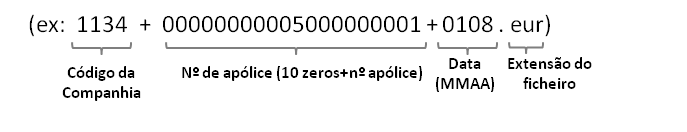 (ex: 1134 + 00000000005000000001+0108 . eur)
Código da Companhia
Nº de apólice (10 zeros+nº apólice)
Data (MMAA)
Extensão do ficheiro